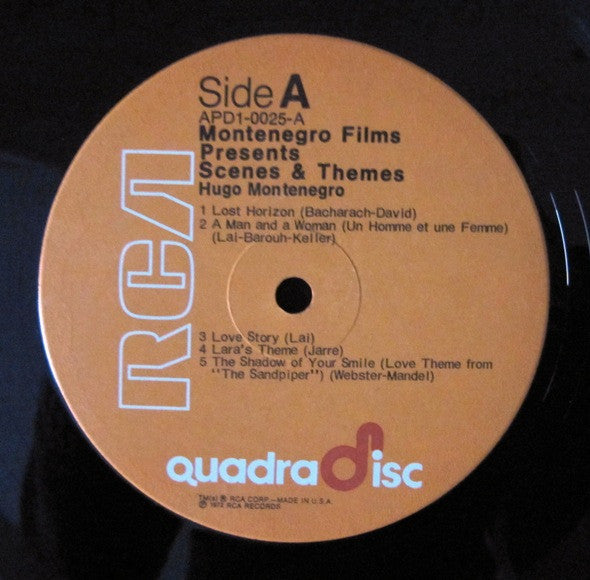 Side A
APD1-0025-A
Montenegro Films
Presents
Scenes & Themes
Hugo Montenegro
1 Lost Horizon (Bacharach-David)
2 A Man and a Woman (Un Homme et une Femme)
(Lai-Barouh-Keller)
RCA
3 Love Story (Lai)
4 Lara's Theme (Jarre)
5 The Shadow of Your Smile (Love Theme from
"The Sandpiper") (Webster-Mandel)
quadradisc
TM(s) ® RCA CORP.—MADE IN U.S.A.
℗ 1972 RCA RECORDS